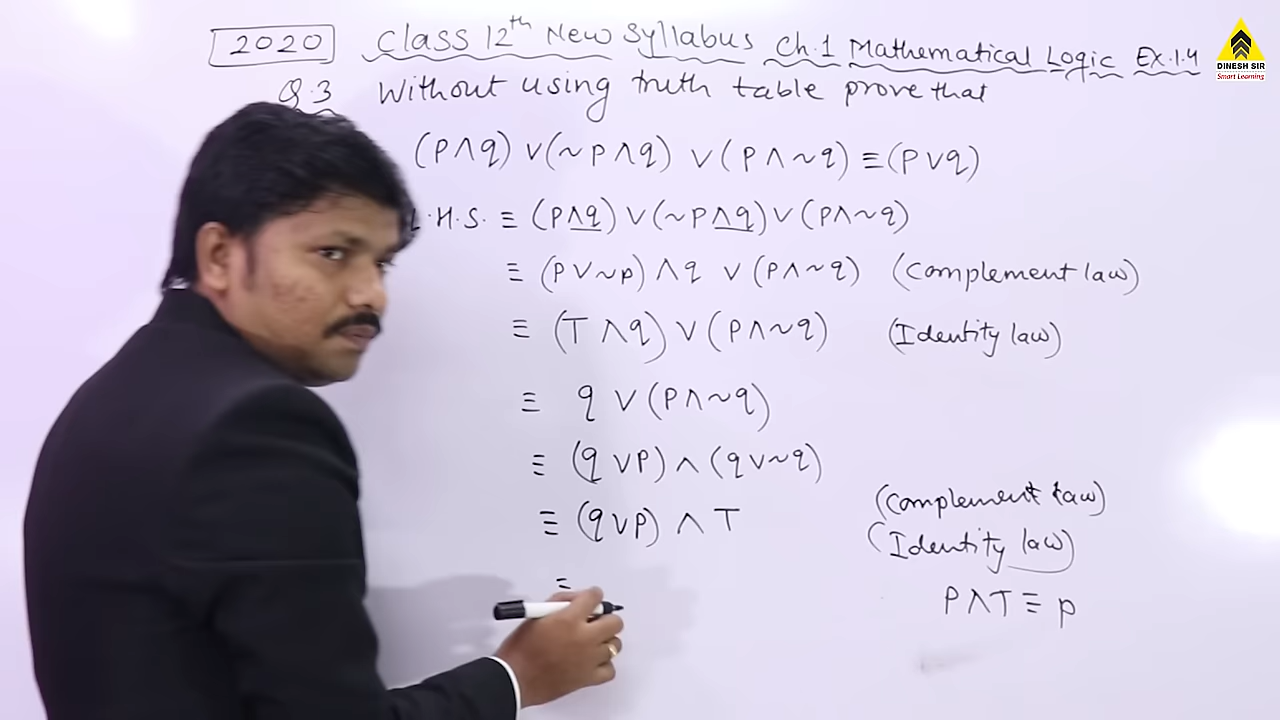 2020 Class 12th New Syllabus Ch.1 Mathematical Logic Ex.1.4
DINESH SIR
Smart Learning
Q.3 Without using truth table prove that
(p∧q) ∨(~p∧q) ∨(p∧~q) ≡(p∨q)
L.H.S. ≡ (p∧q)∨(~p∧q)∨(p∧~q)
≡ (p∨~p)∧q ∨(p∧~q) (Complement law)
≡ (T∧q)∨(p∧~q) (Identity law)
≡ q ∨(p∧~q)
≡ (q∨p)∧(q∨~q)
(Complement law)
≡ (q∨p) ∧ T
(Identity law)
≡
p∧T≡p